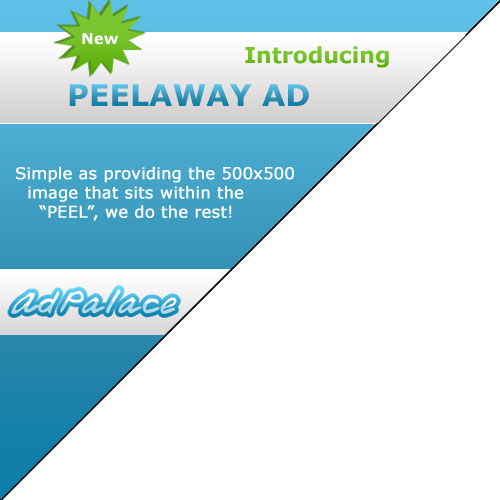 New
Introducing
PEELAWAY AD
Simple as providing the 500x500
image that sits within the
“PEEL”, we do the rest!
adPalace